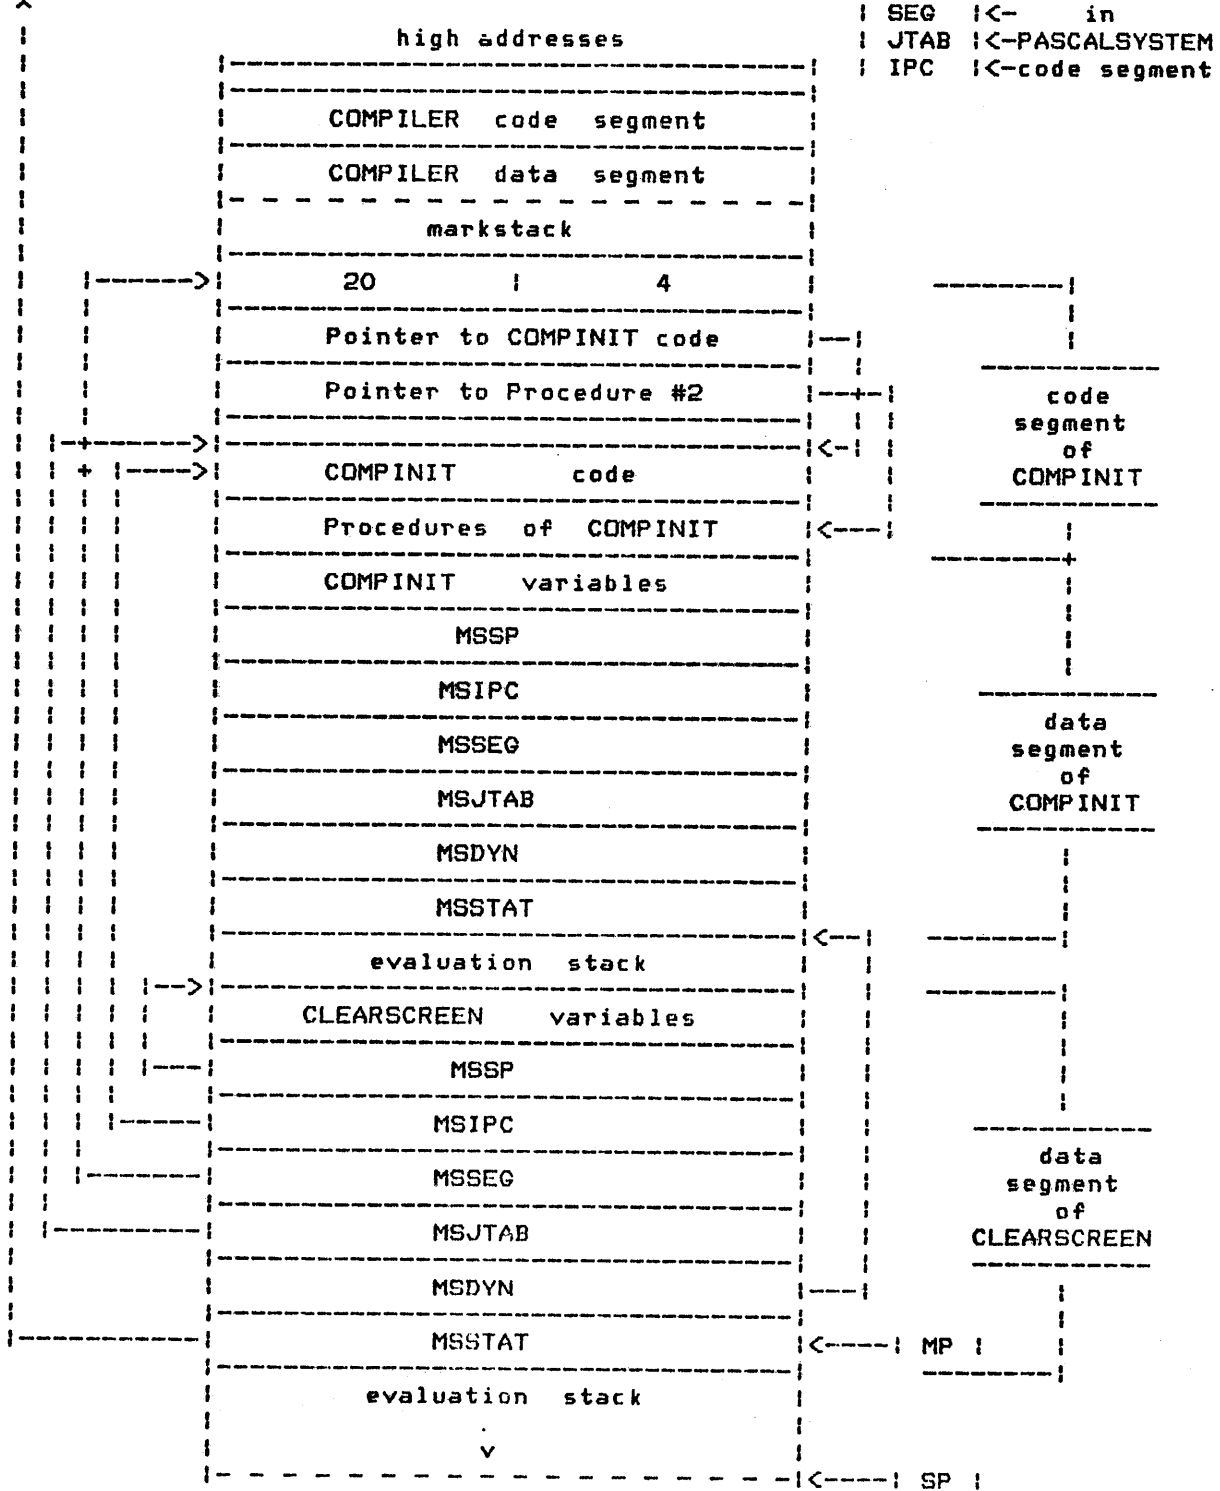 | SEG |<- in
high addresses
| JTAB |<-PASCALSYSTEM
| IPC |<-code segment
COMPILER code segment
COMPILER data segment
markstack
20 | 4
Pointer to COMPINIT code
Pointer to Procedure #2
code
segment
of
COMPINIT
COMPINIT code
Procedures of COMPINIT
COMPINIT variables
MSSP
MSIPC
MSSEG
MSJTAB
MSDYN
MSSTAT
data
segment
of
COMPINIT
evaluation stack
CLEARSCREEN variables
MSSP
MSIPC
MSSEG
MSJTAB
MSDYN
MSSTAT
data
segment
of
CLEARSCREEN
<----| MP |
evaluation stack
v
<----| SP |